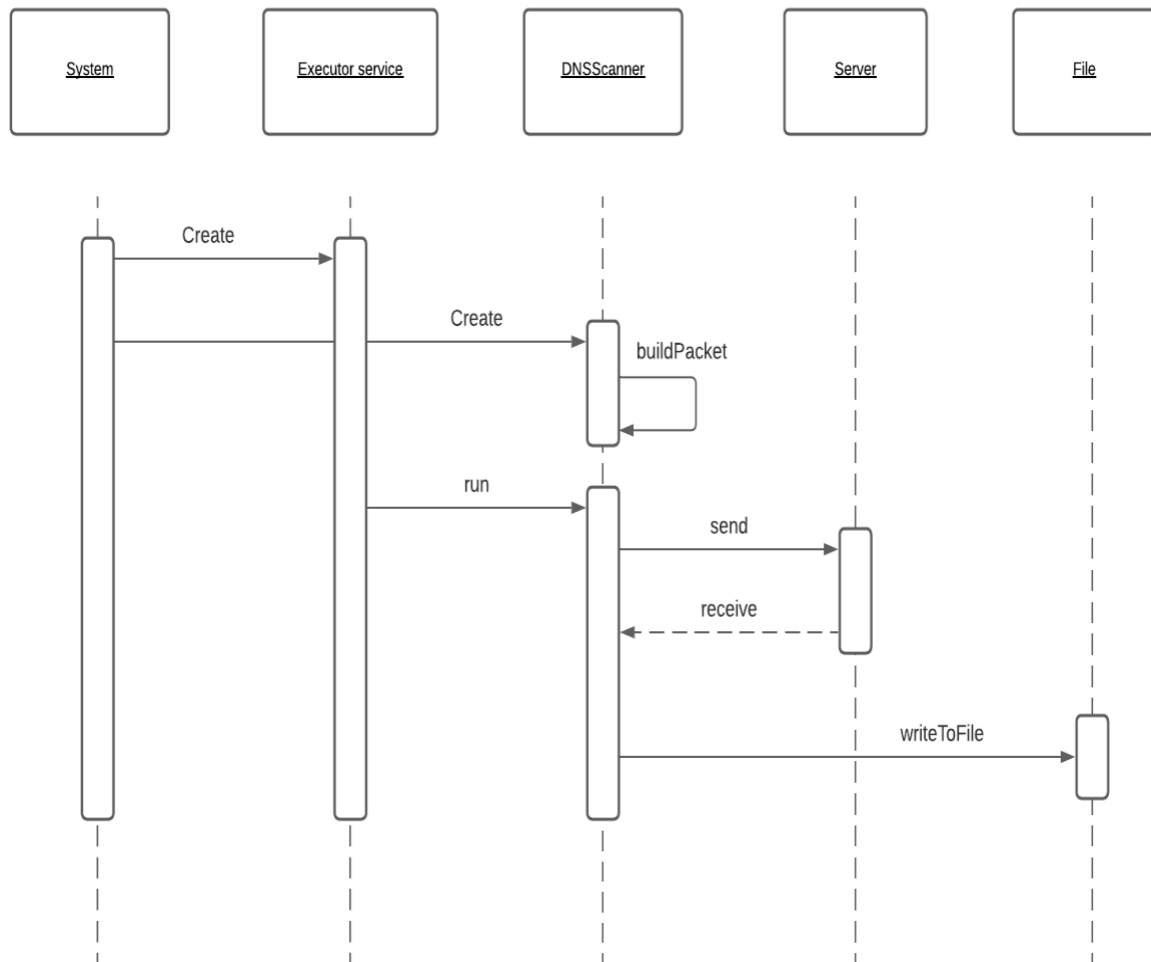 System
Executor service
DNSScanner
Server
File
Create
Create
buildPacket
run
send
receive
writeToFile